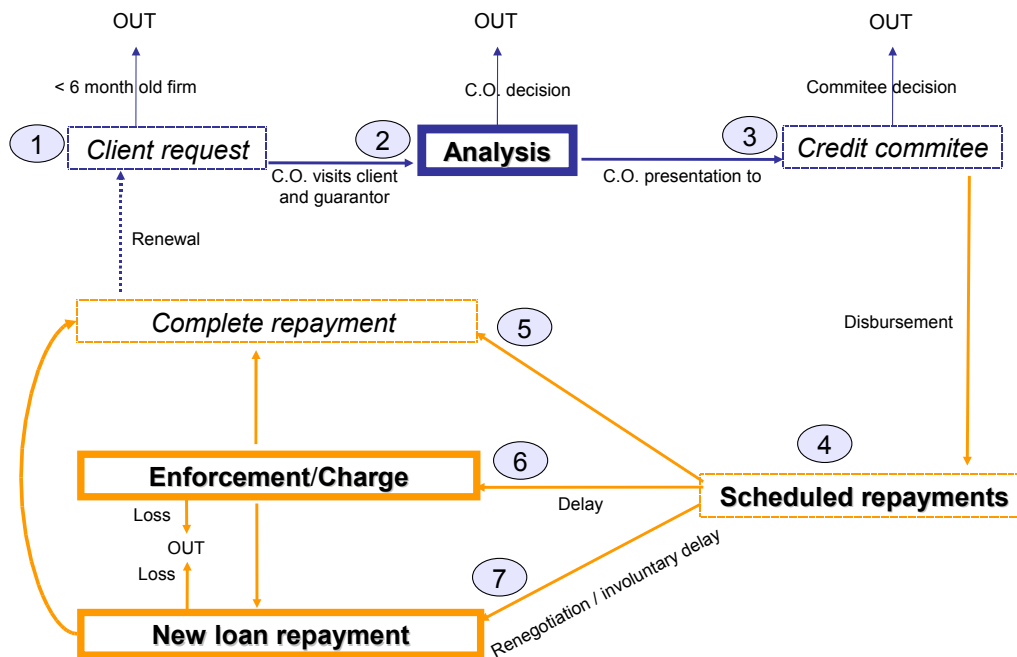 OUT
OUT
OUT
< 6 month old firm
C.O. decision
Commitee decision
1
Client request
2
Analysis
3
Credit commitee
C.O. visits client
and guarantor
C.O. presentation to
Renewal
Complete repayment
5
Disbursement
4
Enforcement/Charge
6
Scheduled repayments
Delay
Loss
OUT
Loss
7
Renegotiation / involuntary delay
New loan repayment